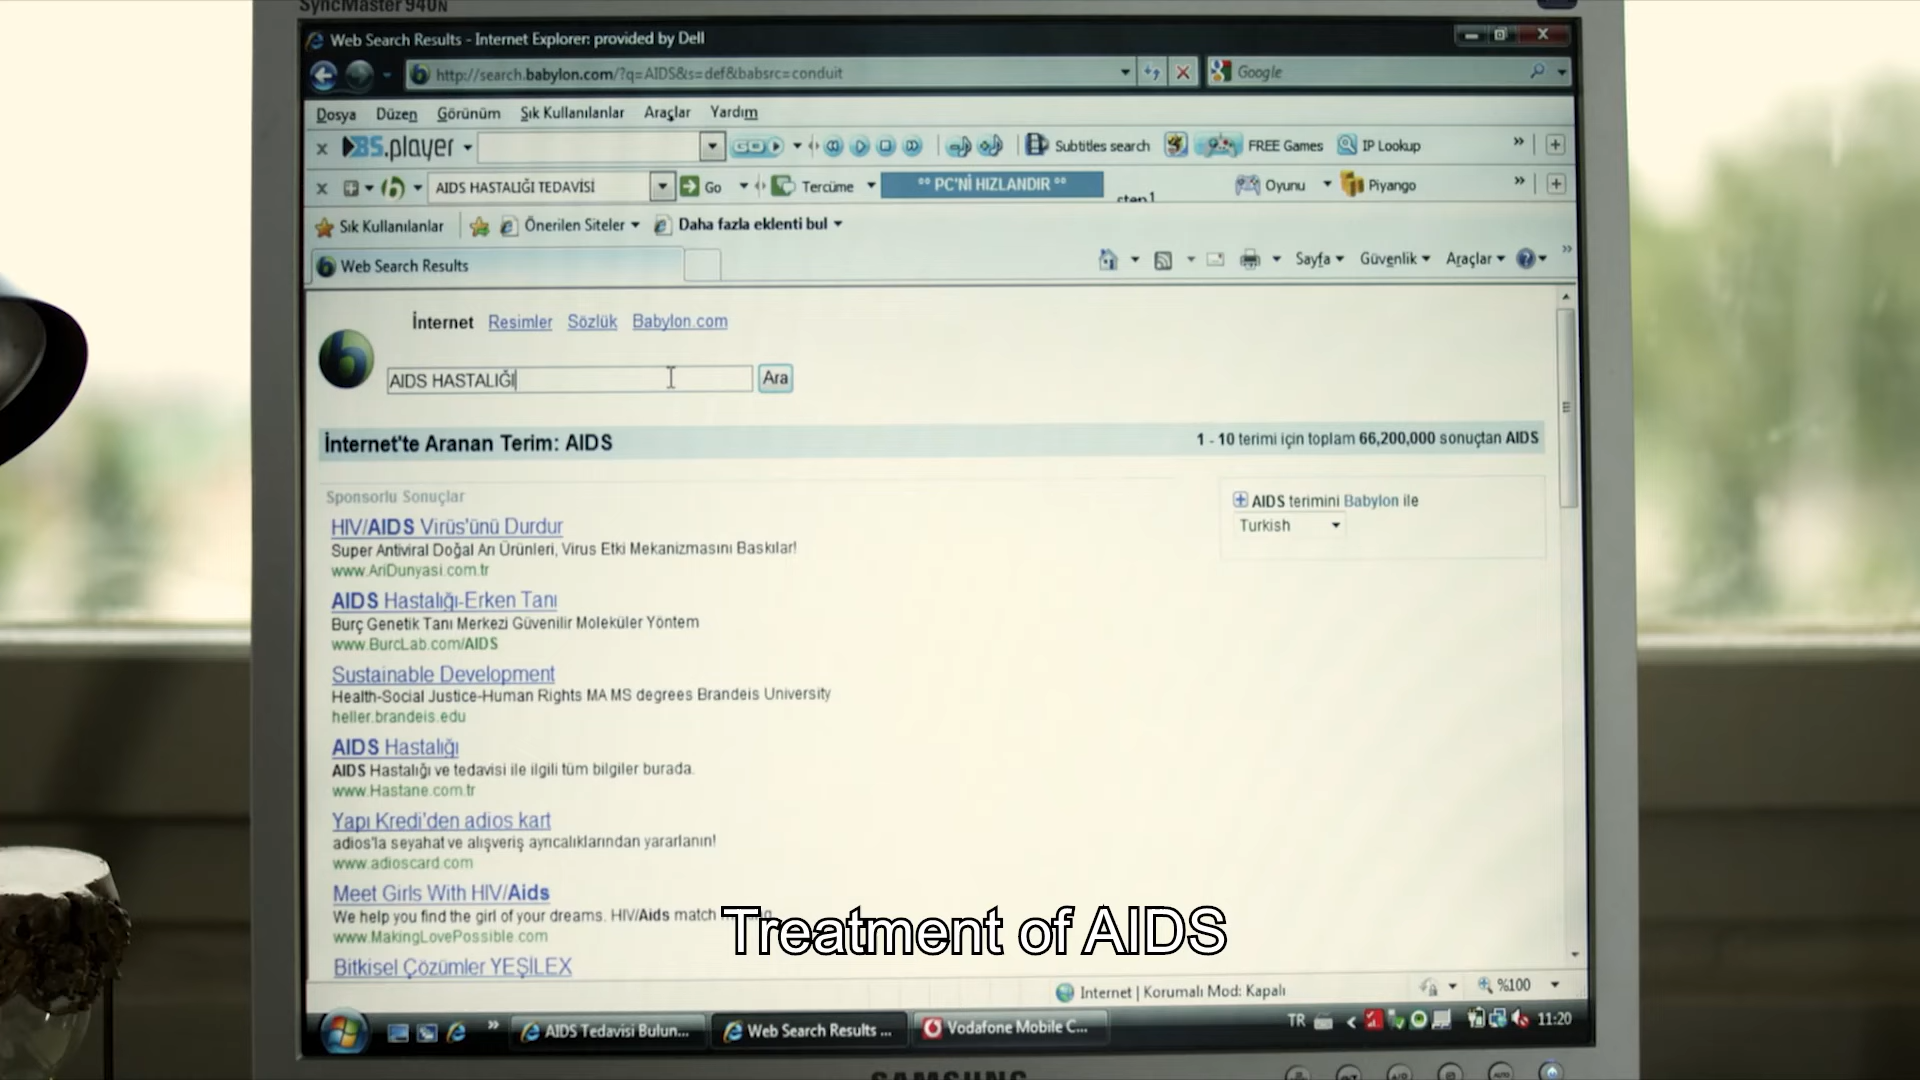 SyncMaster 940N
Web Search Results - Internet Explorer: provided by Dell
http://search.babylon.com/?q=AIDS&s=def&babsrc=conduit
Google
Dosya Düzen Görünüm Sık Kullanılanlar Araçlar Yardım
x BS.player Subtitles search FREE Games IP Lookup »
x AIDS HASTALIĞI TEDAVİSİ Go Tercüme °° PC'Nİ HIZLANDIR °° Oyunu Piyango »
Sık Kullanılanlar Önerilen Siteler Daha fazla eklenti bul
Web Search Results Sayfa Güvenlik Araçlar »
İnternet Resimler Sözlük Babylon.com
AIDS HASTALIĞI Ara
İnternet'te Aranan Terim: AIDS 1 - 10 terimi için toplam 66,200,000 sonuçtan AIDS
Sponsorlu Sonuçlar
AIDS terimini Babylon ile
Turkish
HIV/AIDS Virüs'ünü Durdur
Super Antiviral Doğal Arı Ürünleri, Virus Etki Mekanizmasını Baskılar!
www.AriDunyasi.com.tr
AIDS Hastalığı-Erken Tanı
Burç Genetik Tanı Merkezi Güvenilir Moleküler Yöntem
www.BurcLab.com/AIDS
Sustainable Development
Health-Social Justice-Human Rights MA MS degrees Brandeis University
heller.brandeis.edu
AIDS Hastalığı
AIDS Hastalığı ve tedavisi ile ilgili tüm bilgiler burada.
www.Hastane.com.tr
Yapı Kredi'den adios kart
adios'la seyahat ve alışveriş ayrıcalıklarından yararlanın!
www.adioscard.com
Meet Girls With HIV/Aids
We help you find the girl of your dreams. HIV/Aids match
www.MakingLovePossible.com
Treatment of AIDS
Bitkisel Çözümler YEŞİLEX
Internet | Korumalı Mod: Kapalı %100
» AIDS Tedavisi Bulun... Web Search Results ... Vodafone Mobile C... TR 11:20
SAMSUNG